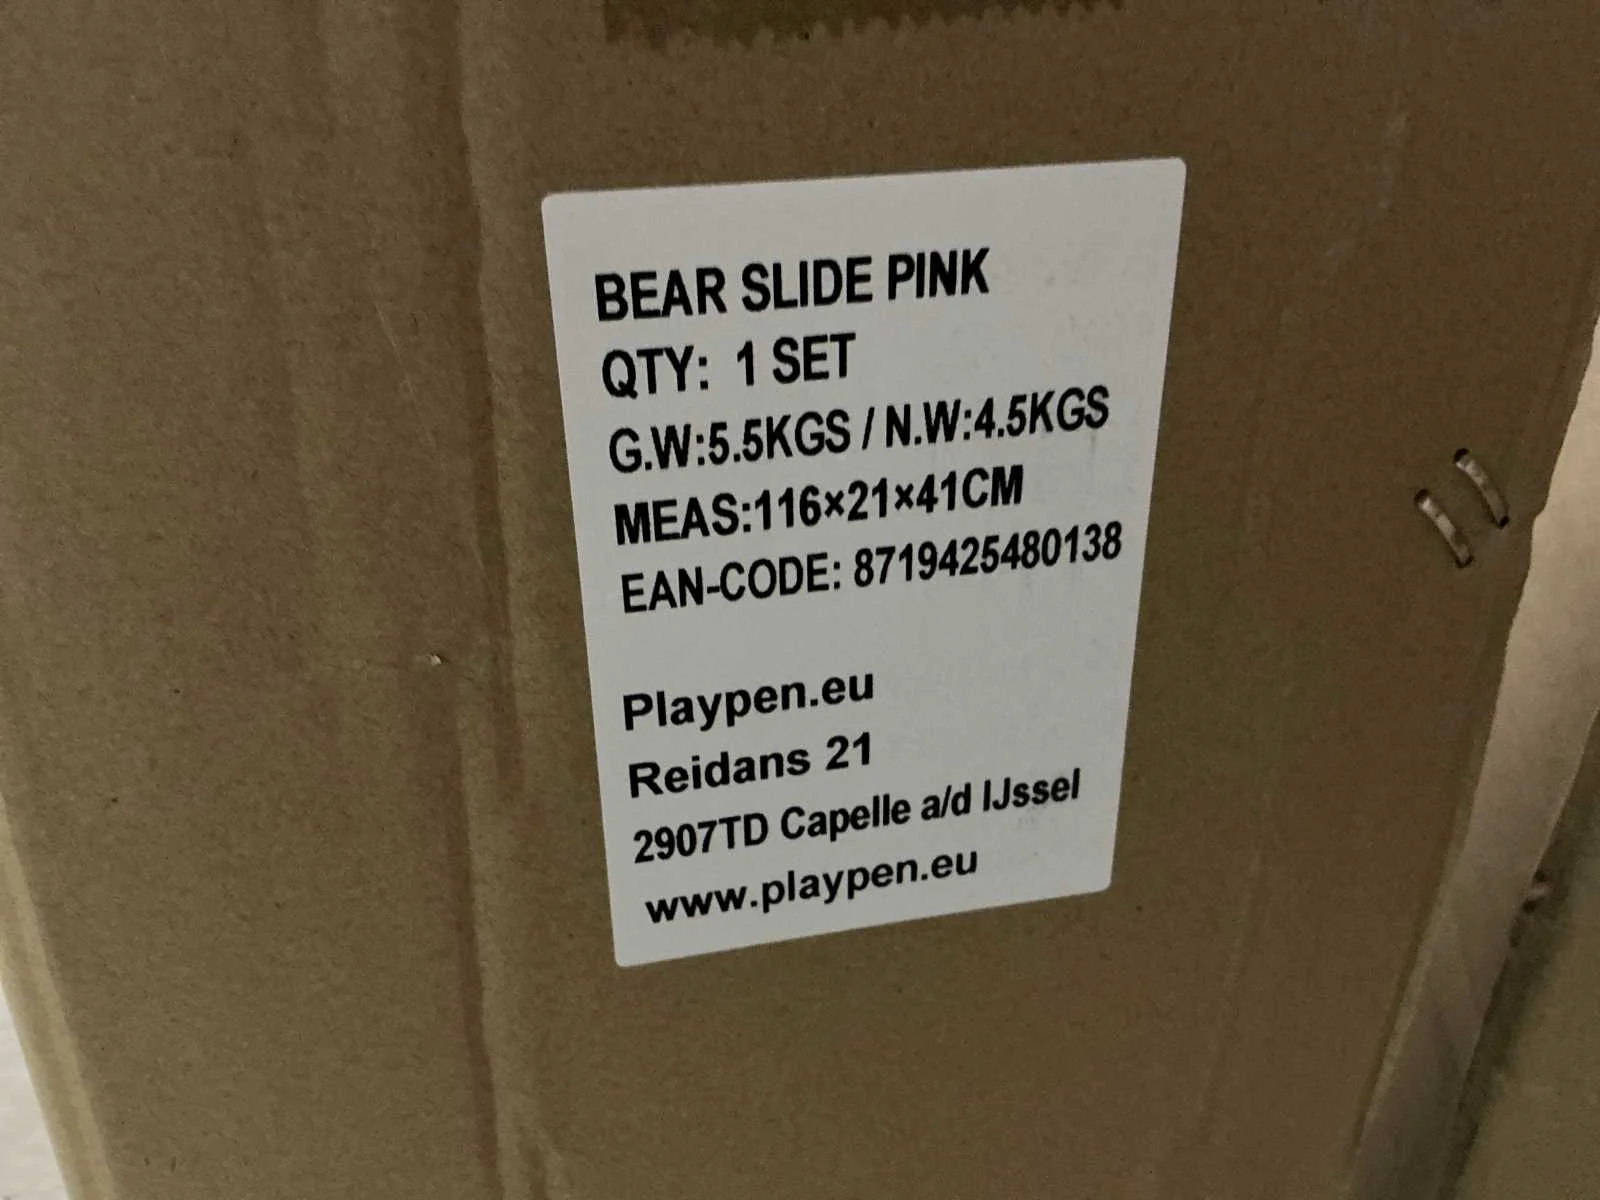 BEAR SLIDE PINK
QTY: 1 SET
G.W:5.5KGS / N.W:4.5KGS
MEAS:116×21×41CM
EAN-CODE: 8719425480138
Playpen.eu
Reidans 21
2907TD Capelle a/d IJssel
www.playpen.eu